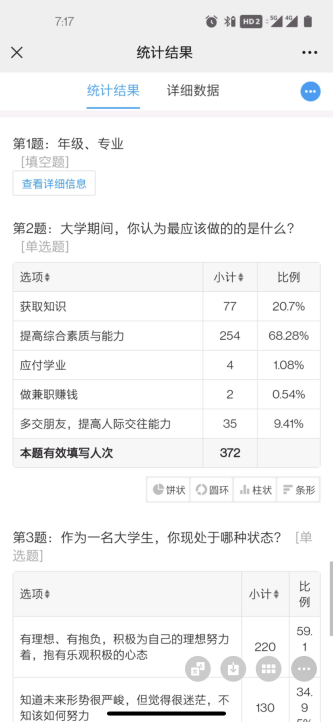 7:17
HD 2
5G
4G
统计结果
统计结果
详细数据
第1题：年级、专业
[填空题]
查看详细信息
第2题：大学期间，你认为最应该做的的是什么？
[单选题]
选项 小计 比例
获取知识 77 20.7%
提高综合素质与能力 254 68.28%
应付学业 4 1.08%
做兼职赚钱 2 0.54%
多交朋友，提高人际交往能力 35 9.41%
本题有效填写人次 372
饼状 圆环 柱状 条形
第3题：作为一名大学生，你现处于哪种状态？ [单
选题]
选项 小计 比
例
有理想、有抱负，积极为自己的理想努力
着，抱有乐观积极的心态
220
59.
1
知道未来形势很严峻，但觉得很迷茫，不
知该如何努力
130
34.
9